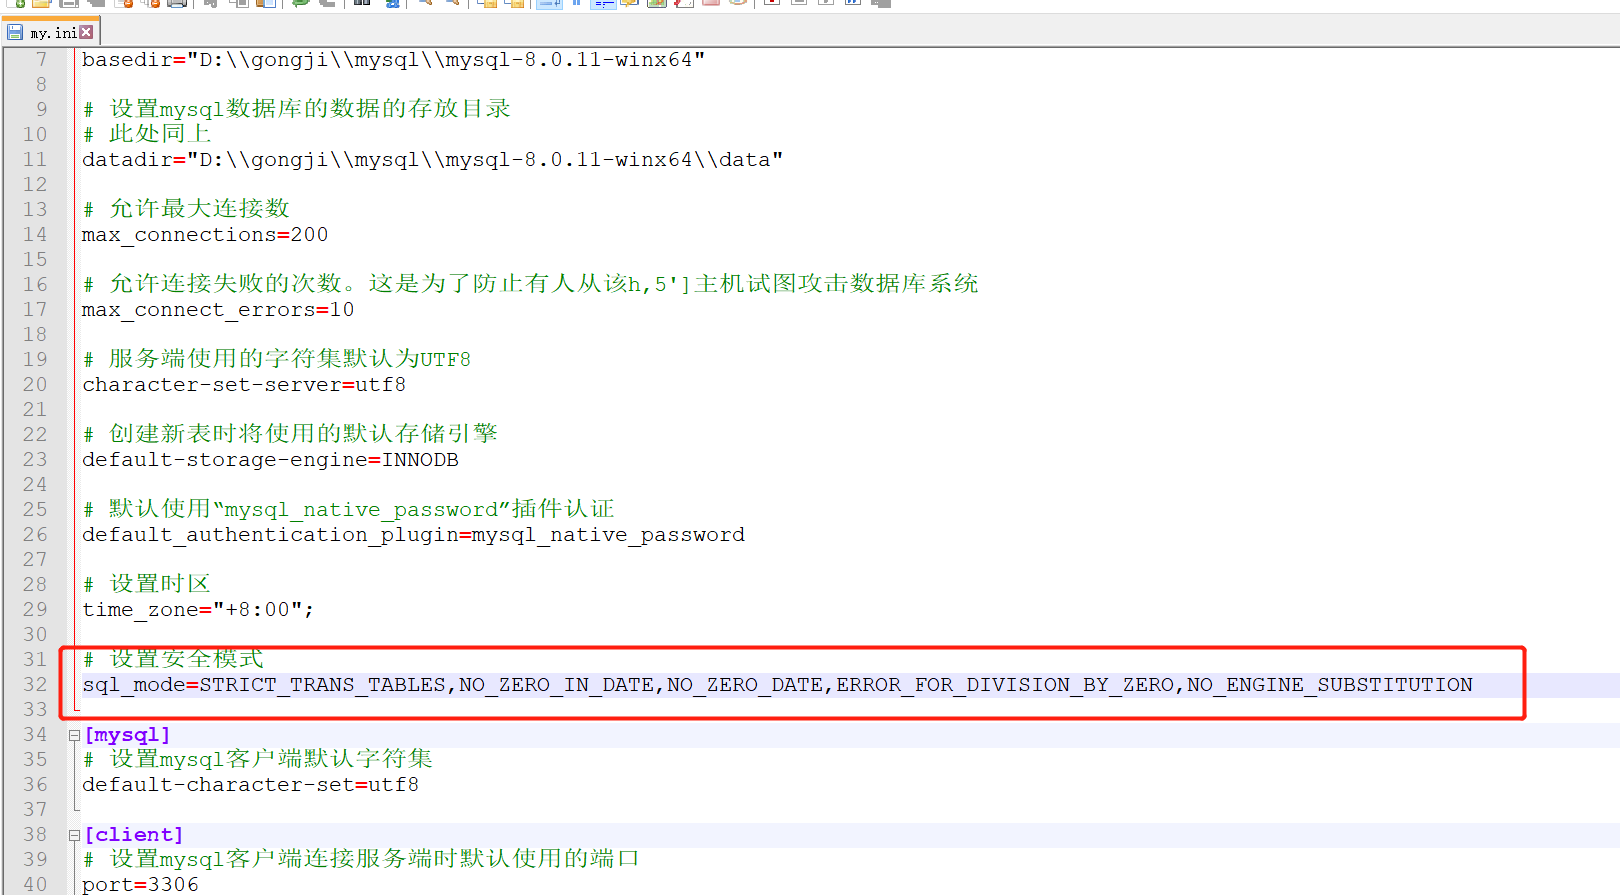 my.ini
7 basedir="D:\\gongji\\mysql\\mysql-8.0.11-winx64"
8
9 # 设置mysql数据库的数据的存放目录
10 # 此处同上
11 datadir="D:\\gongji\\mysql\\mysql-8.0.11-winx64\\data"
12
13 # 允许最大连接数
14 max_connections=200
15
16 # 允许连接失败的次数。这是为了防止有人从该h,5']主机试图攻击数据库系统
17 max_connect_errors=10
18
19 # 服务端使用的字符集默认为UTF8
20 character-set-server=utf8
21
22 # 创建新表时将使用的默认存储引擎
23 default-storage-engine=INNODB
24
25 # 默认使用“mysql_native_password”插件认证
26 default_authentication_plugin=mysql_native_password
27
28 # 设置时区
29 time_zone="+8:00";
30
31 # 设置安全模式
32 sql_mode=STRICT_TRANS_TABLES,NO_ZERO_IN_DATE,NO_ZERO_DATE,ERROR_FOR_DIVISION_BY_ZERO,NO_ENGINE_SUBSTITUTION
33
34 [mysql]
35 # 设置mysql客户端默认字符集
36 default-character-set=utf8
37
38 [client]
39 # 设置mysql客户端连接服务端时默认使用的端口
40 port=3306